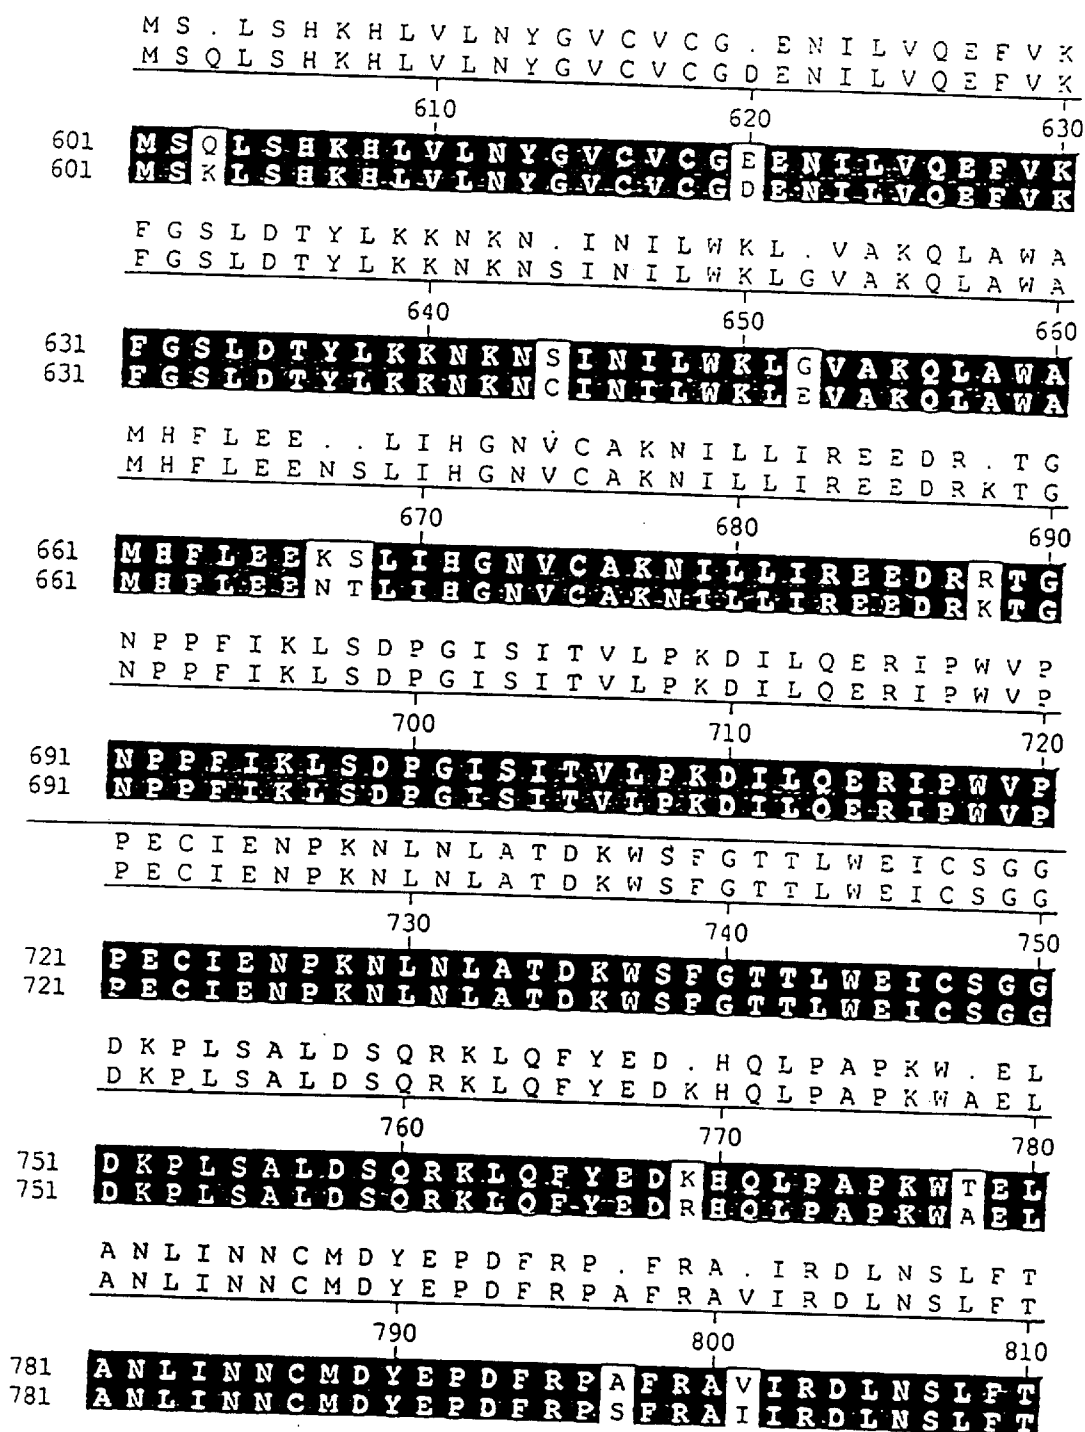 M S . L S H K H L V L N Y G V C V C G . E N I L V Q E F V K
M S Q L S H K H L V L N Y G V C V C G D E N I L V Q E F V K
610 620 630
601 M S Q L S H K H L V L N Y G V C V C G E E N I L V Q E F V K
601 M S K L S H K H L V L N Y G V C V C G D E N I L V Q E F V K
F G S L D T Y L K K N K N . I N I L W K L . V A K Q L A W A
F G S L D T Y L K K N K N S I N I L W K L G V A K Q L A W A
640 650 660
631 F G S L D T Y L K K N K N S I N I L W K L G V A K Q L A W A
631 F G S L D T Y L K K N K N C I N I L W K L E V A K Q L A W A
M H F L E E . . L I H G N V C A K N I L L I R E E D R . T G
M H F L E E N S L I H G N V C A K N I L L I R E E D R K T G
670 680 690
661 M H F L E E K S L I H G N V C A K N I L L I R E E D R R T G
661 M H F L E E N T L I H G N V C A K N I L L I R E E D R K T G
N P P F I K L S D P G I S I T V L P K D I L Q E R I P W V P
N P P F I K L S D P G I S I T V L P K D I L Q E R I P W V P
700 710 720
691 N P P F I K L S D P G I S I T V L P K D I L Q E R I P W V P
691 N P P F I K L S D P G I S I T V L P K D I L Q E R I P W V P
P E C I E N P K N L N L A T D K W S F G T T L W E I C S G G
P E C I E N P K N L N L A T D K W S F G T T L W E I C S G G
730 740 750
721 P E C I E N P K N L N L A T D K W S F G T T L W E I C S G G
721 P E C I E N P K N L N L A T D K W S F G T T L W E I C S G G
D K P L S A L D S Q R K L Q F Y E D . H Q L P A P K W . E L
D K P L S A L D S Q R K L Q F Y E D K H Q L P A P K W A E L
760 770 780
751 D K P L S A L D S Q R K L Q F Y E D K H Q L P A P K W T E L
751 D K P L S A L D S Q R K L Q F Y E D R H Q L P A P K W A E L
A N L I N N C M D Y E P D F R P . F R A . I R D L N S L F T
A N L I N N C M D Y E P D F R P A F R A V I R D L N S L F T
790 800 810
781 A N L I N N C M D Y E P D F R P A F R A V I R D L N S L F T
781 A N L I N N C M D Y E P D F R P S F R A I I R D L N S L F T